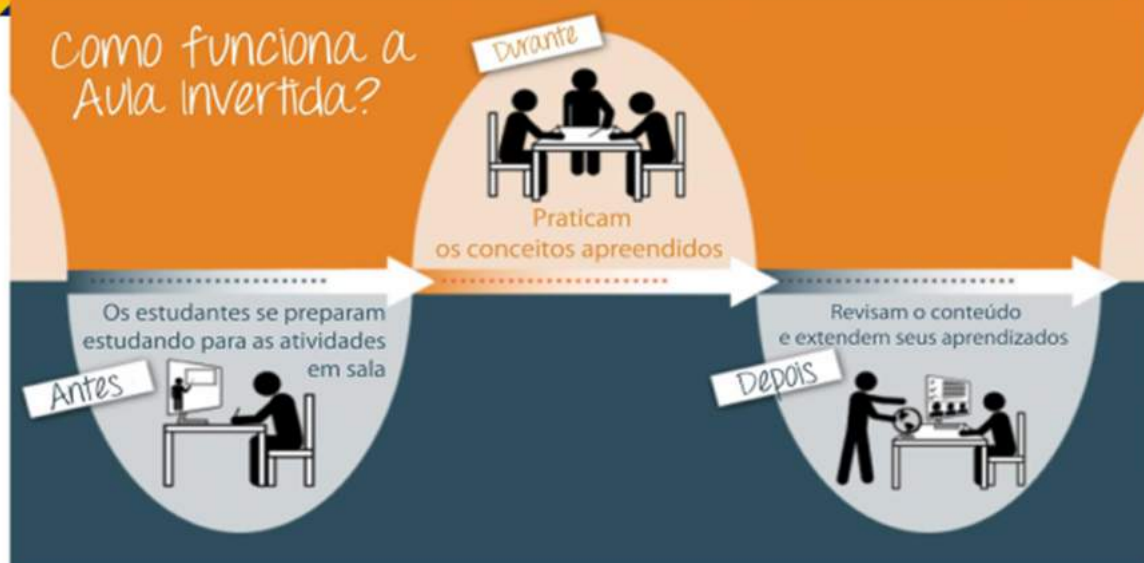 Como funciona a
Aula Invertida?
Durante
Praticam
os conceitos apreendidos
Os estudantes se preparam
estudando para as atividades
em sala
Antes
Revisam o conteúdo
e extendem seus aprendizados
Depois